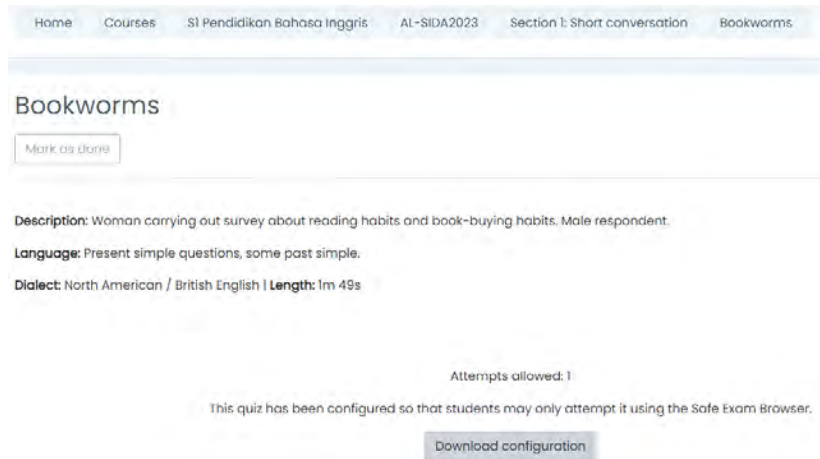 Home Courses S1 Pendidikan Bahasa Inggris AL-SIDA2023 Section 1: Short conversation Bookworms
Bookworms
Mark as done
Description: Woman carrying out survey about reading habits and book-buying habits. Male respondent.
Language: Present simple questions, some past simple.
Dialect: North American / British English | Length: 1m 49s
Attempts allowed: 1
This quiz has been configured so that students may only attempt it using the Safe Exam Browser.
Download configuration